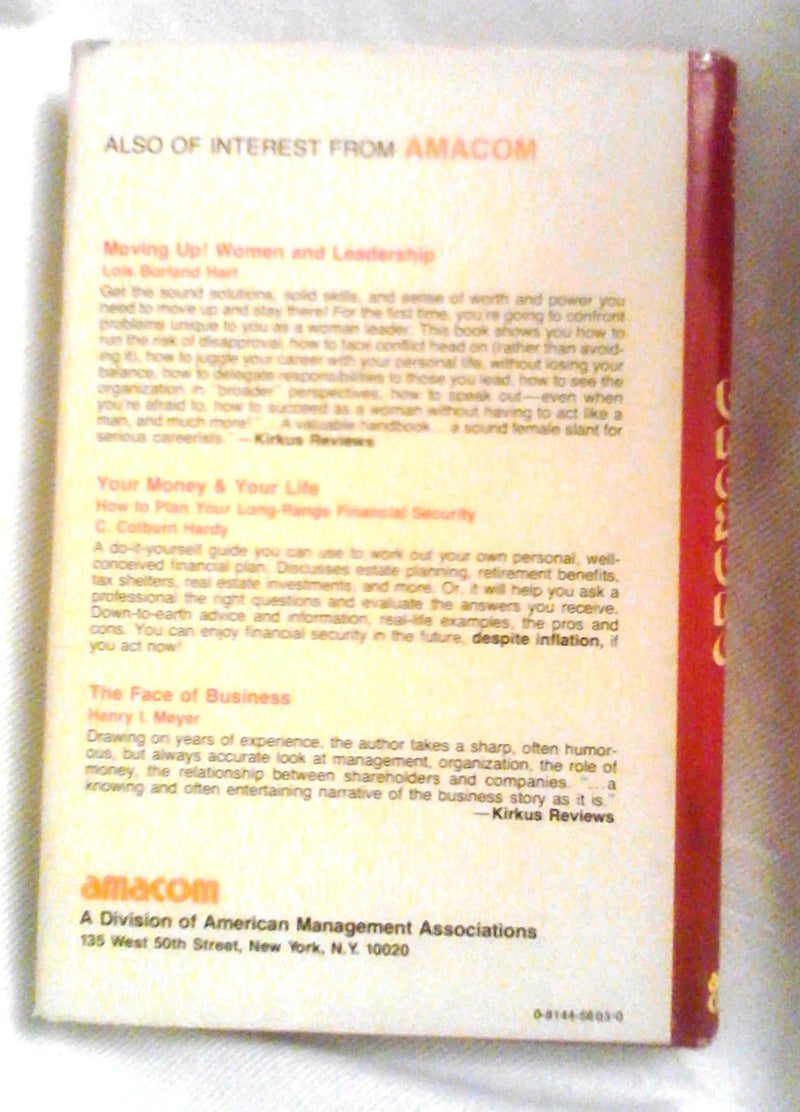 ALSO OF INTEREST FROM AMACOM
Moving Up! Women and Leadership
Lois Borland Hart
Get the sound solutions, solid skills, and sense of worth and power you
need to move up and stay there! For the first time, you're going to confront
problems unique to you as a woman leader. This book shows you how to
run the risk of disapproval, how to face conflict head on (rather than avoid-
ing it), how to juggle your career with your personal life, without losing your
balance, how to delegate responsibilities to those you lead, how to see the
organization in "broader" perspectives, how to speak out—even when
you're afraid to, how to succeed as a woman without having to act like a
man, and much more! "...A valuable handbook...a sound female slant for
serious careerists."—Kirkus Reviews
Your Money & Your Life
How to Plan Your Long-Range Financial Security
C. Colburn Hardy
A do-it-yourself guide you can use to work out your own personal, well-
conceived financial plan. Discusses estate planning, retirement benefits,
tax shelters, real estate investments, and more. Or, it will help you ask a
professional the right questions and evaluate the answers you receive.
Down-to-earth advice and information, real-life examples, the pros and
cons. You can enjoy financial security in the future, despite inflation, if
you act now!
The Face of Business
Henry I. Meyer
Drawing on years of experience, the author takes a sharp, often humor-
ous, but always accurate look at management, organization, the role of
money, the relationship between shareholders and companies. "...a
knowing and often entertaining narrative of the business story as it is."
—Kirkus Reviews
amacom
A Division of American Management Associations
135 West 50th Street, New York, N.Y. 10020
0-8144-5603-0